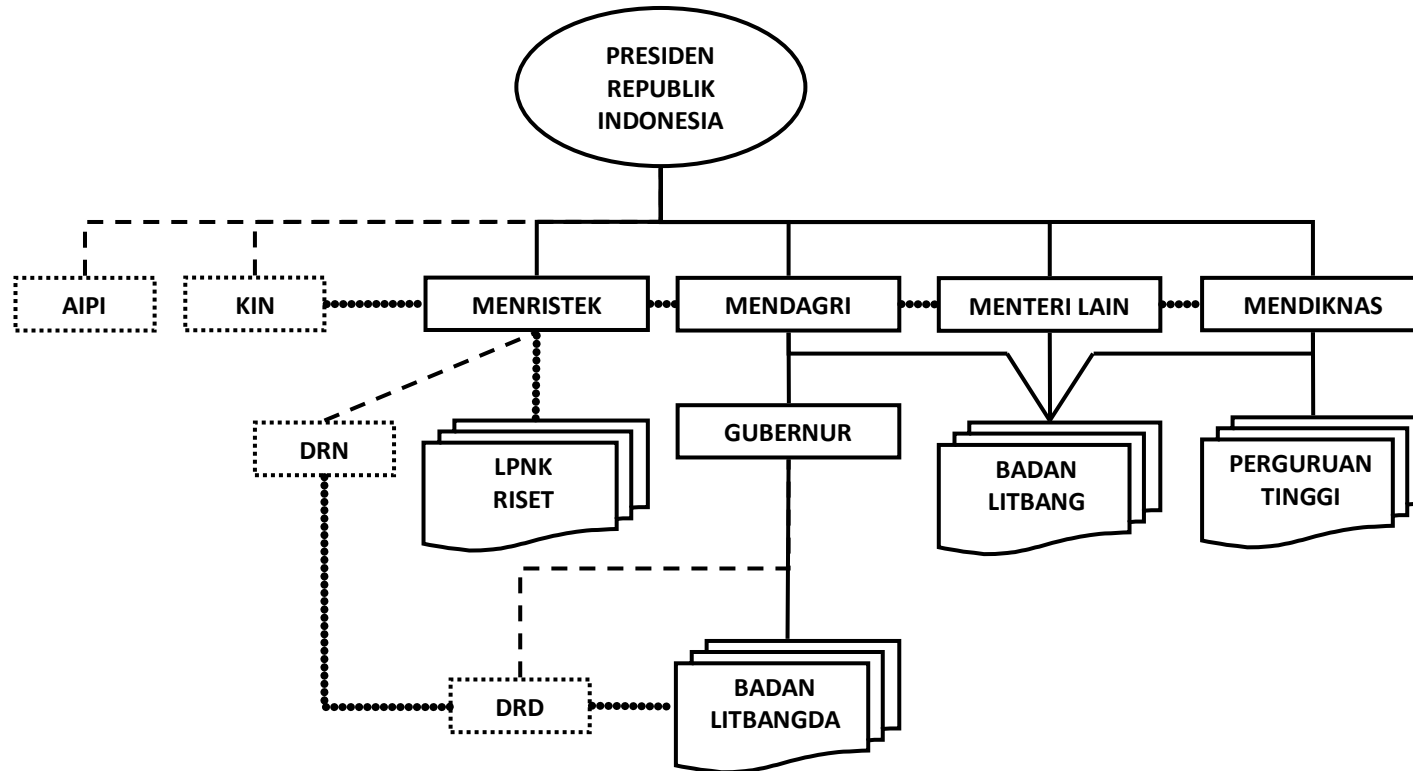 PRESIDEN
REPUBLIK
INDONESIA
AIPI
KIN
MENRISTEK
MENDAGRI
MENTERI LAIN
MENDIKNAS
DRN
LPNK
RISET
GUBERNUR
BADAN
LITBANG
PERGURUAN
TINGGI
DRD
BADAN
LITBANGDA